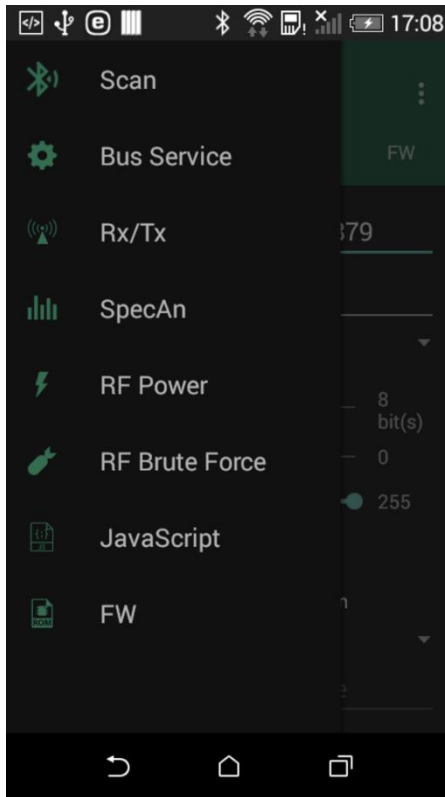 17:08
Scan
Bus Service
FW
Rx/Tx
379
SpecAn
RF Power
8
bit(s)
RF Brute Force
0
255
JavaScript
FW